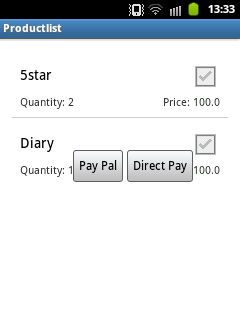 13:33
Productlist
5star
Quantity: 2 Price: 100.0
Diary
Quantity: 1 Pay Pal Direct Pay 100.0